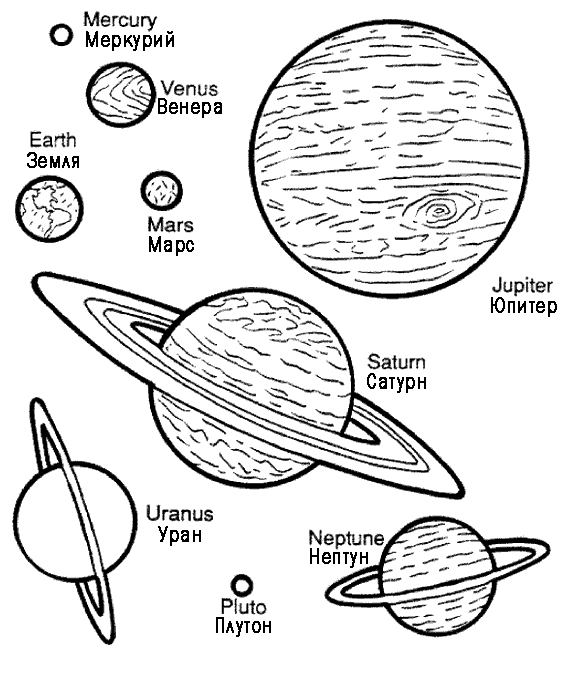 Mercury
Меркурий
Venus
Венера
Earth
Земля
Mars
Марс
Jupiter
Юпитер
Saturn
Сатурн
Uranus
Уран
Neptune
Нептун
Pluto
Плутон